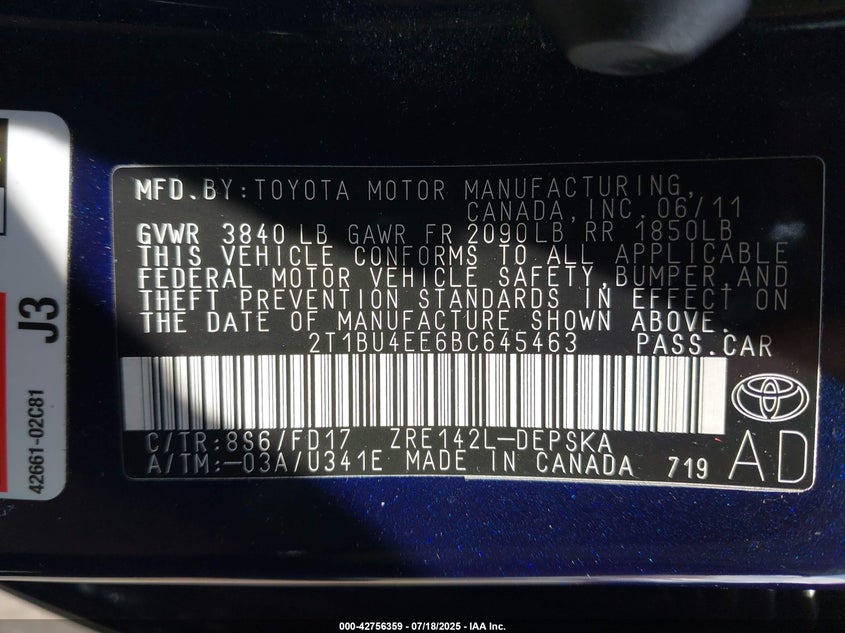 MFD.BY:TOYOTA MOTOR MANUFACTURING,
CANADA,INC. 06/11
GVWR 3840 LB GAWR FR 2090LB RR 1850LB
THIS VEHICLE CONFORMS TO ALL APPLICABLE
FEDERAL MOTOR VEHICLE SAFETY,BUMPER,AND
THEFT PREVENTION STANDARDS IN EFFECT ON
THE DATE OF MANUFACTURE SHOWN ABOVE.
2T1BU4EE6BC645463 PASS.CAR
C/TR:8S6/FD17 ZRE142L-DEPSKA
A/TM:-03A/U341E MADE IN CANADA 719
AD
J3
42661-02C81
000-42756359 - 07/18/2025 - IAA Inc.